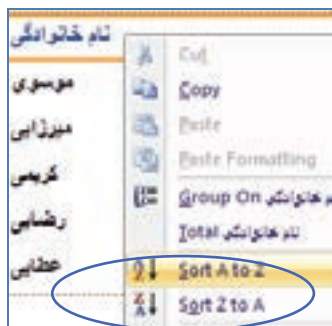 نام خانوادگی
موسوی
میرزایی
کریمی
رضایی
عطایی
Cut
Copy
Paste
Paste Formatting
Group On نام خانوادگی
Total نام خانوادگی
Sort A to Z
Sort Z to A